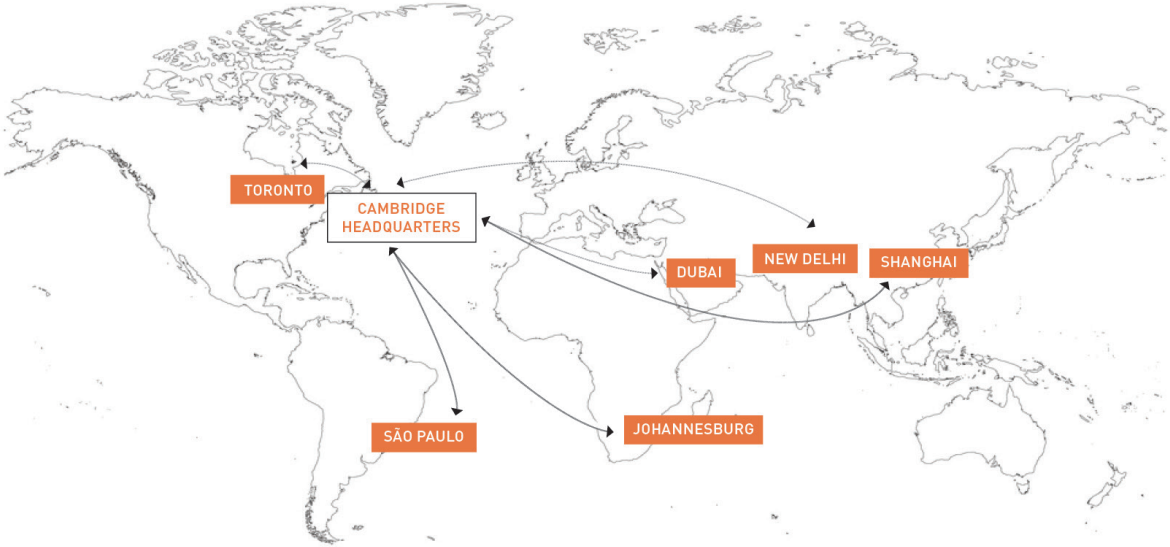 TORONTO
CAMBRIDGE
HEADQUARTERS
DUBAI
NEW DELHI
SHANGHAI
SÃO PAULO
JOHANNESBURG